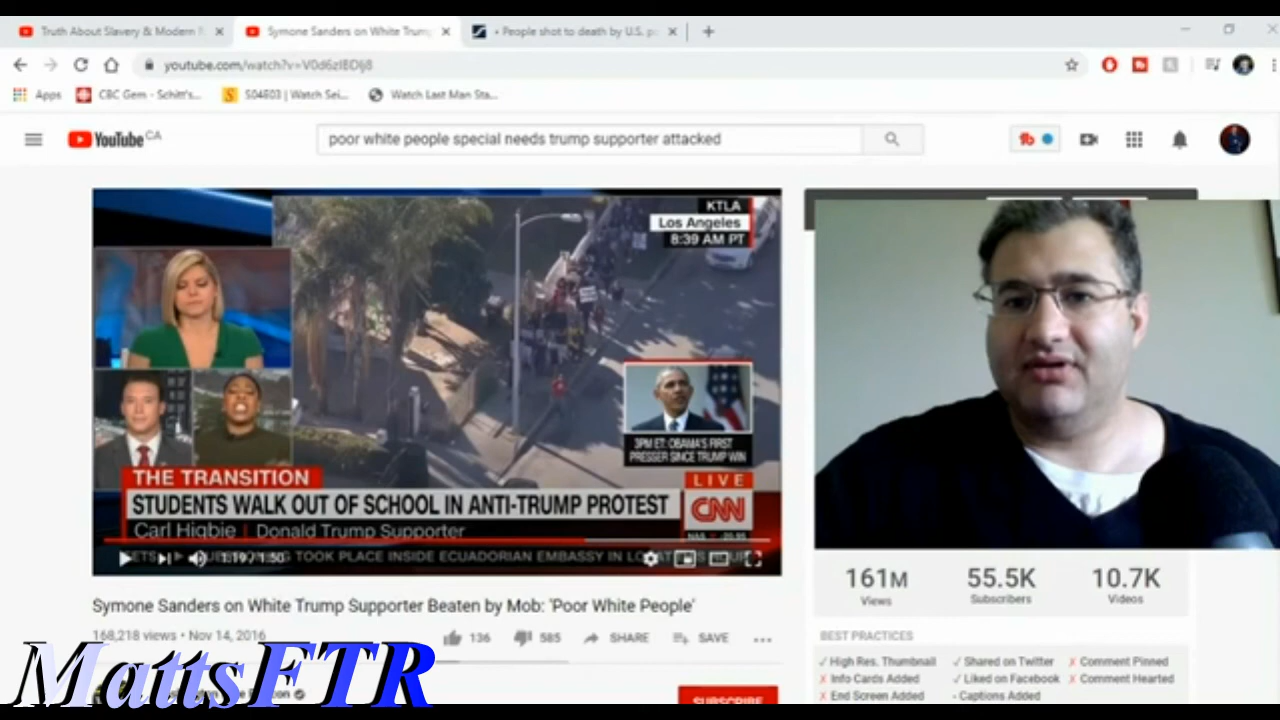 Truth About Slavery & Modern
Symone Sanders on White Trump
• People shot to death by U.S. p
youtube.com/watch?v=
Apps
CBC Gem - Schitt's...
S04E03 | Watch Sei...
Watch Last Man Sta...
YouTube CA
poor white people special needs trump supporter attacked
KTLA
Los Angeles
8:39 AM PT
3PM ET: OBAMA'S FIRST
PRESSER SINCE TRUMP WIN
THE TRANSITION
LIVE
STUDENTS WALK OUT OF SCHOOL IN ANTI-TRUMP PROTEST
CNN
Carl Higbie | Donald Trump Supporter
TOOK PLACE INSIDE ECUADORIAN EMBASSY IN
1:19 / 1:50
161M
55.5K
10.7K
Views
Subscribers
Videos
Symone Sanders on White Trump Supporter Beaten by Mob: 'Poor White People'
168,218 views • Nov 14, 2016
136
585
SHARE
SAVE
BEST PRACTICES
✓ High Res. Thumbnail
✓ Shared on Twitter
✗ Comment Pinned
✗ Info Cards Added
✓ Liked on Facebook
✗ Comment Hearted
✗ End Screen Added
- Captions Added
SUBSCRIBE
MattsFTR